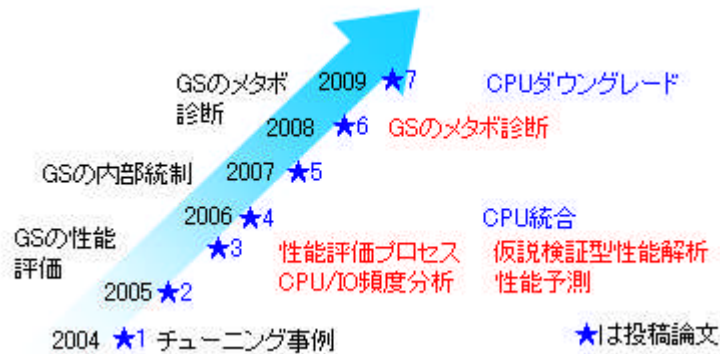 GSのメタボ 2009 ★7 CPUダウングレード
診断
2008 ★6 GSのメタボ診断
GSの内部統制 2007 ★5
2006 ★4 CPU統合
GSの性能 ★3 性能評価プロセス 仮説検証型性能解析
評価 CPU/IO頻度分析 性能予測
2005 ★2
2004 ★1 チューニング事例 ★は投稿論文